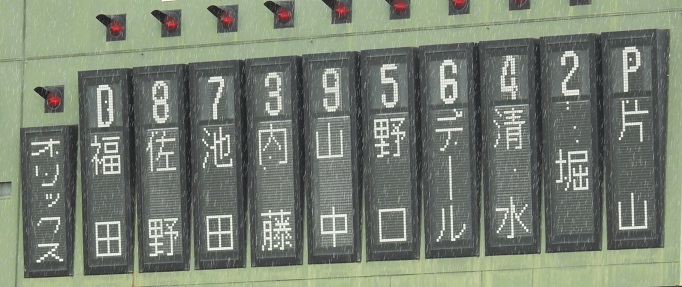 オリックス
D 福田
8 佐野
7 池田
3 内藤
9 山中
5 野口
6 デール
4 清水
2 堀
P 片山